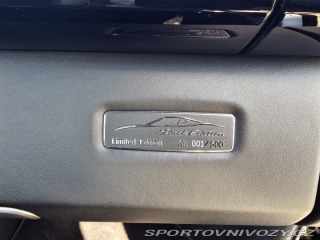 Black Edition
Limited Edition № 001/500
SPORTOVNIVOZY.CZ